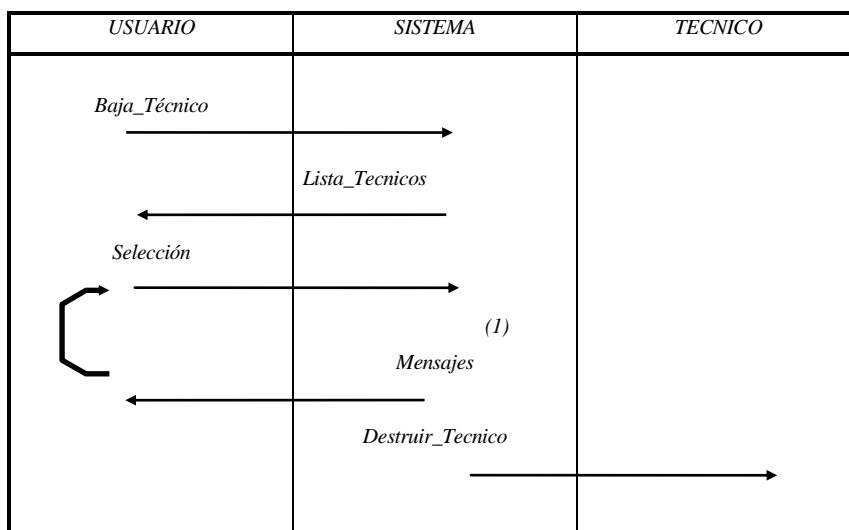 USUARIO SISTEMA TECNICO
Baja_Técnico
Lista_Tecnicos
Selección
(1)
Mensajes
Destruir_Tecnico